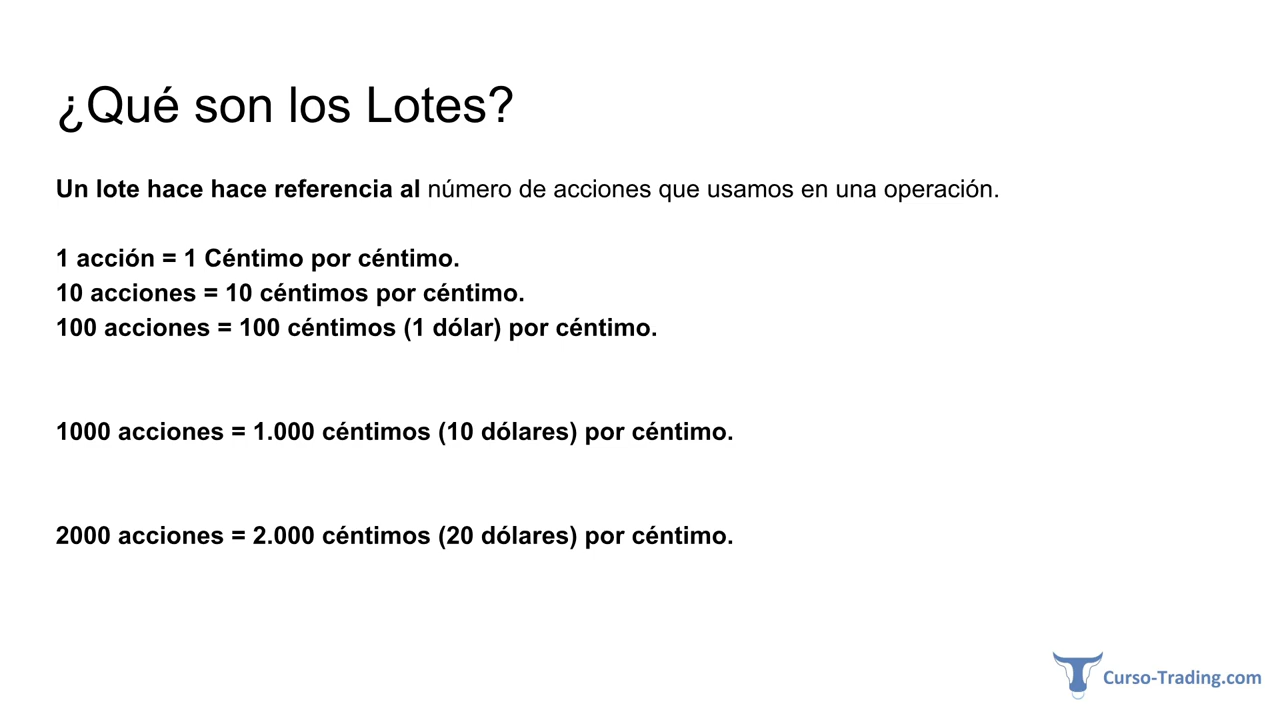 ¿Qué son los Lotes?
Un lote hace hace referencia al número de acciones que usamos en una operación.
1 acción = 1 Céntimo por céntimo.
10 acciones = 10 céntimos por céntimo.
100 acciones = 100 céntimos (1 dólar) por céntimo.
1000 acciones = 1.000 céntimos (10 dólares) por céntimo.
2000 acciones = 2.000 céntimos (20 dólares) por céntimo.
Curso-Trading.com